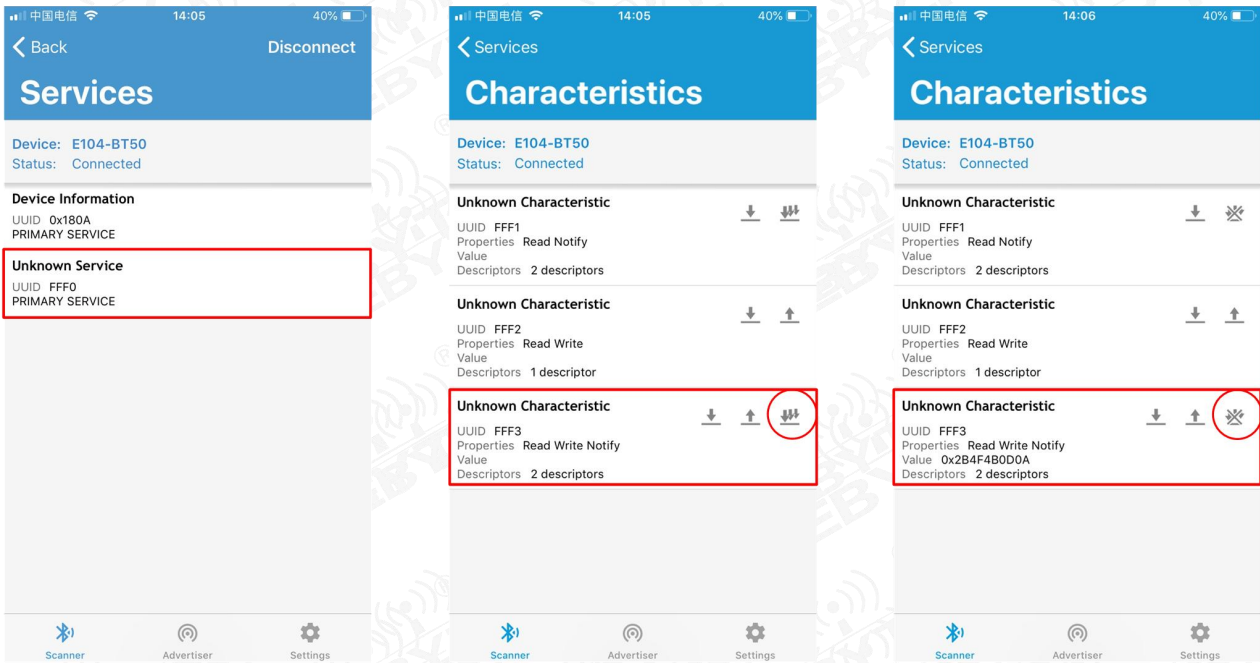 中国电信 14:05 40%
Back Disconnect
Services
Device: E104-BT50
Status: Connected
Device Information
UUID 0x180A
PRIMARY SERVICE
Unknown Service
UUID FFF0
PRIMARY SERVICE
Scanner Advertiser Settings
中国电信 14:05 40%
Services
Characteristics
Device: E104-BT50
Status: Connected
Unknown Characteristic
UUID FFF1
Properties Read Notify
Value
Descriptors 2 descriptors
Unknown Characteristic
UUID FFF2
Properties Read Write
Value
Descriptors 1 descriptor
Unknown Characteristic
UUID FFF3
Properties Read Write Notify
Value
Descriptors 2 descriptors
Scanner Advertiser Settings
中国电信 14:06 40%
Services
Characteristics
Device: E104-BT50
Status: Connected
Unknown Characteristic
UUID FFF1
Properties Read Notify
Value
Descriptors 2 descriptors
Unknown Characteristic
UUID FFF2
Properties Read Write
Value
Descriptors 1 descriptor
Unknown Characteristic
UUID FFF3
Properties Read Write Notify
Value 0x2B4F4B0D0A
Descriptors 2 descriptors
Scanner Advertiser Settings